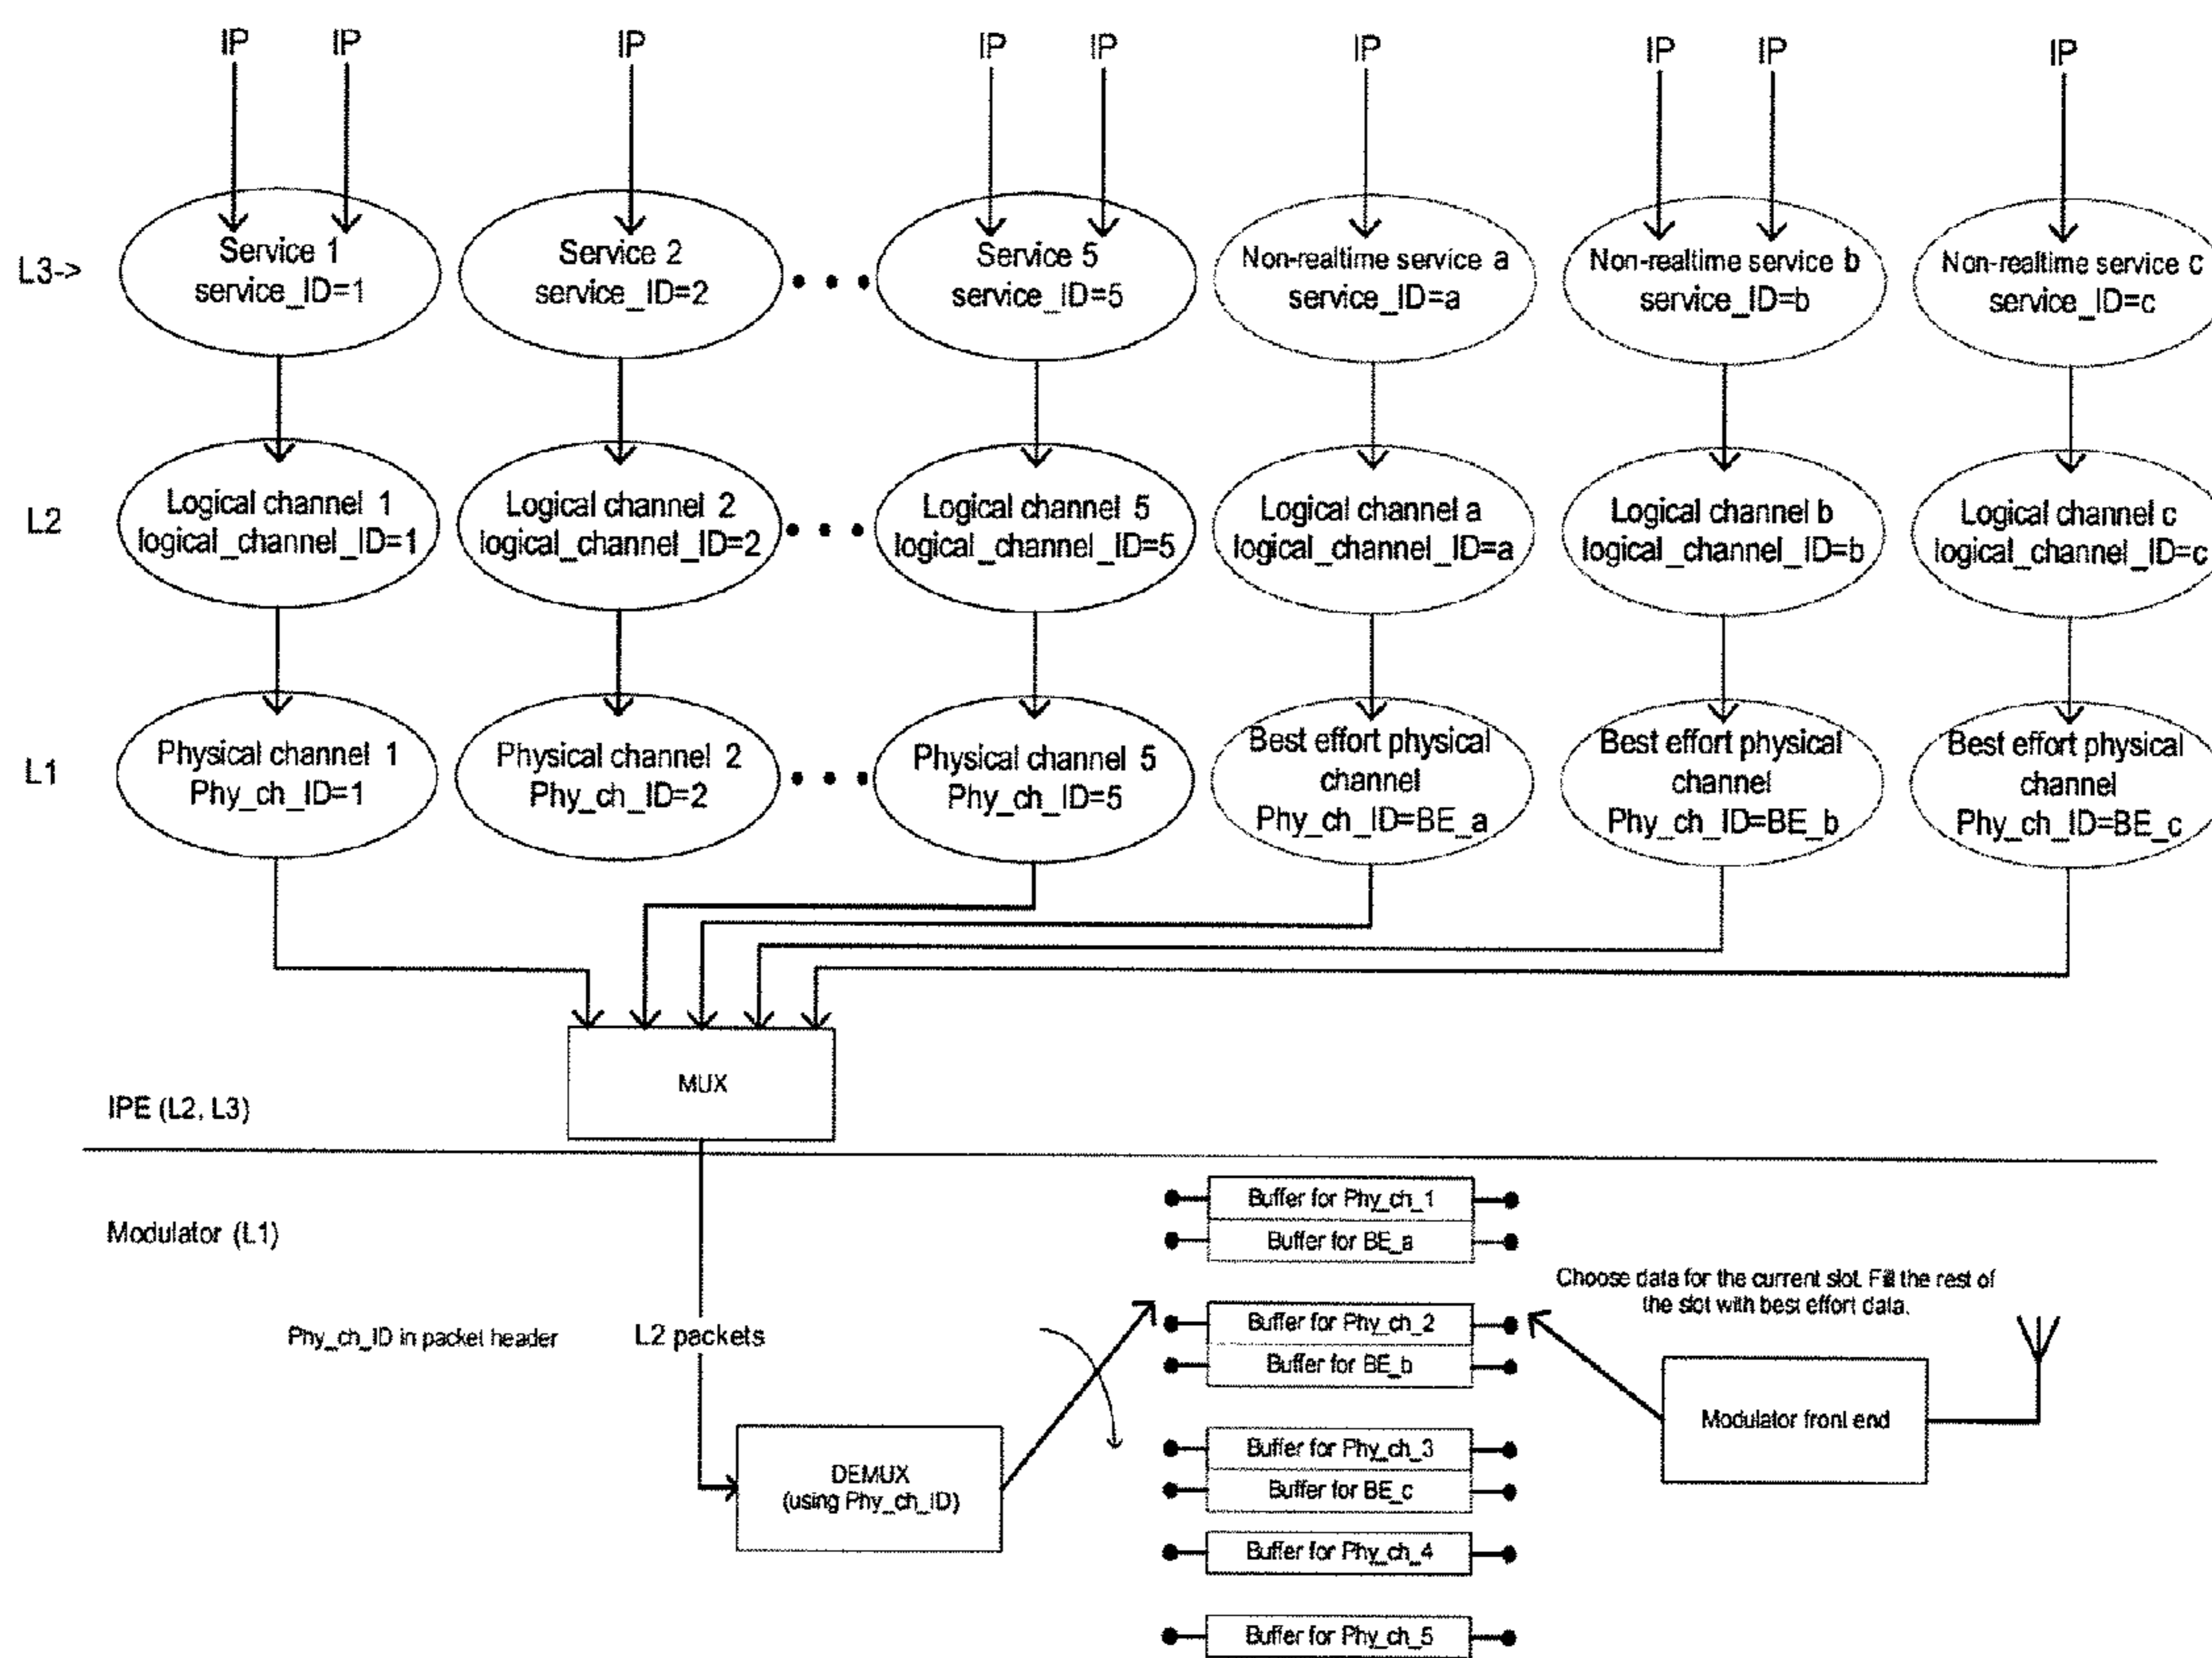 IP IP IP IP IP IP IP IP IP
L3->
Service 1
service_ID=1
Service 2
service_ID=2
Service 5
service_ID=5
Non-realtime service a
service_ID=a
Non-realtime service b
service_ID=b
Non-realtime service c
service_ID=c
L2
Logical channel 1
logical_channel_ID=1
Logical channel 2
logical_channel_ID=2
Logical channel 5
logical_channel_ID=5
Logical channel a
logical_channel_ID=a
Logical channel b
logical_channel_ID=b
Logical channel c
logical_channel_ID=c
L1
Physical channel 1
Phy_ch_ID=1
Physical channel 2
Phy_ch_ID=2
Physical channel 5
Phy_ch_ID=5
Best effort physical
channel
Phy_ch_ID=BE_a
Best effort physical
channel
Phy_ch_ID=BE_b
Best effort physical
channel
Phy_ch_ID=BE_c
MUX
IPE (L2, L3)
Modulator (L1)
Phy_ch_ID in packet header
L2 packets
DEMUX
(using Phy_ch_ID)
Buffer for Phy_ch_1
Buffer for BE_a
Buffer for Phy_ch_2
Buffer for BE_b
Buffer for Phy_ch_3
Buffer for BE_c
Buffer for Phy_ch_4
Buffer for Phy_ch_5
Choose data for the current slot. Fill the rest of
the slot with best effort data.
Modulator front end